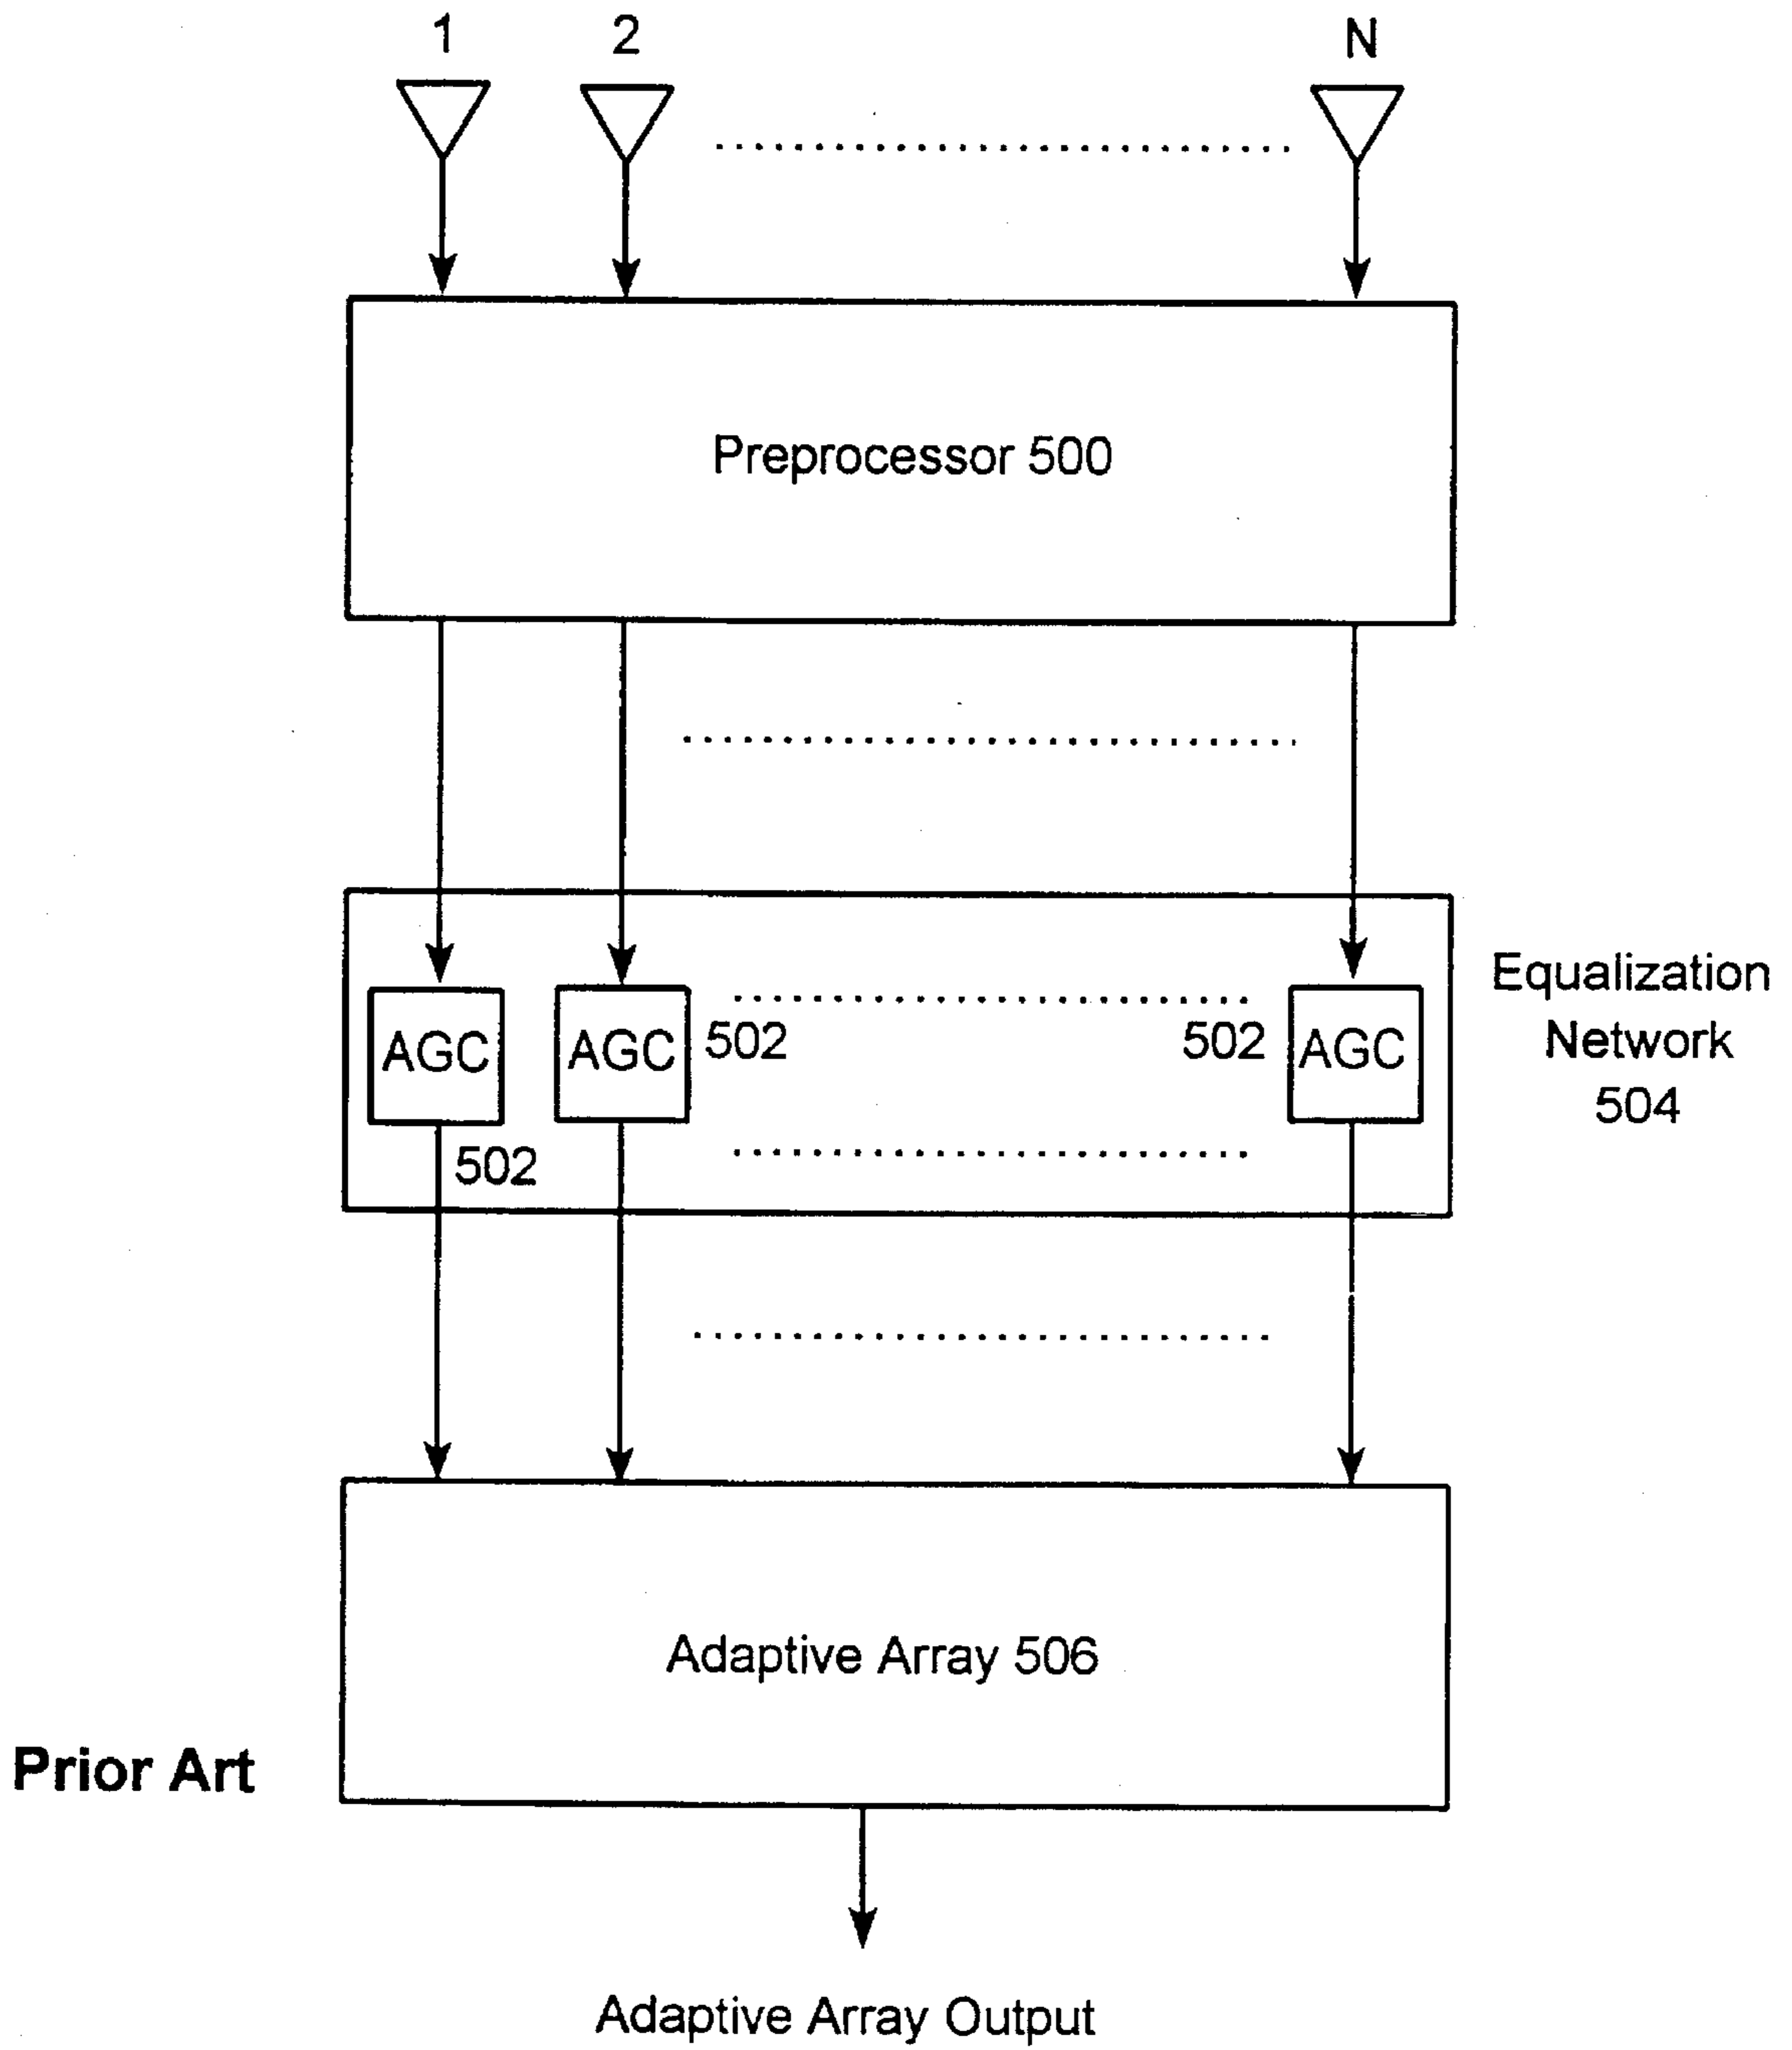 1
2
N
Preprocessor 500
AGC
AGC
502
502
AGC
502
Equalization
Network
504
Adaptive Array 506
Prior Art
Adaptive Array Output